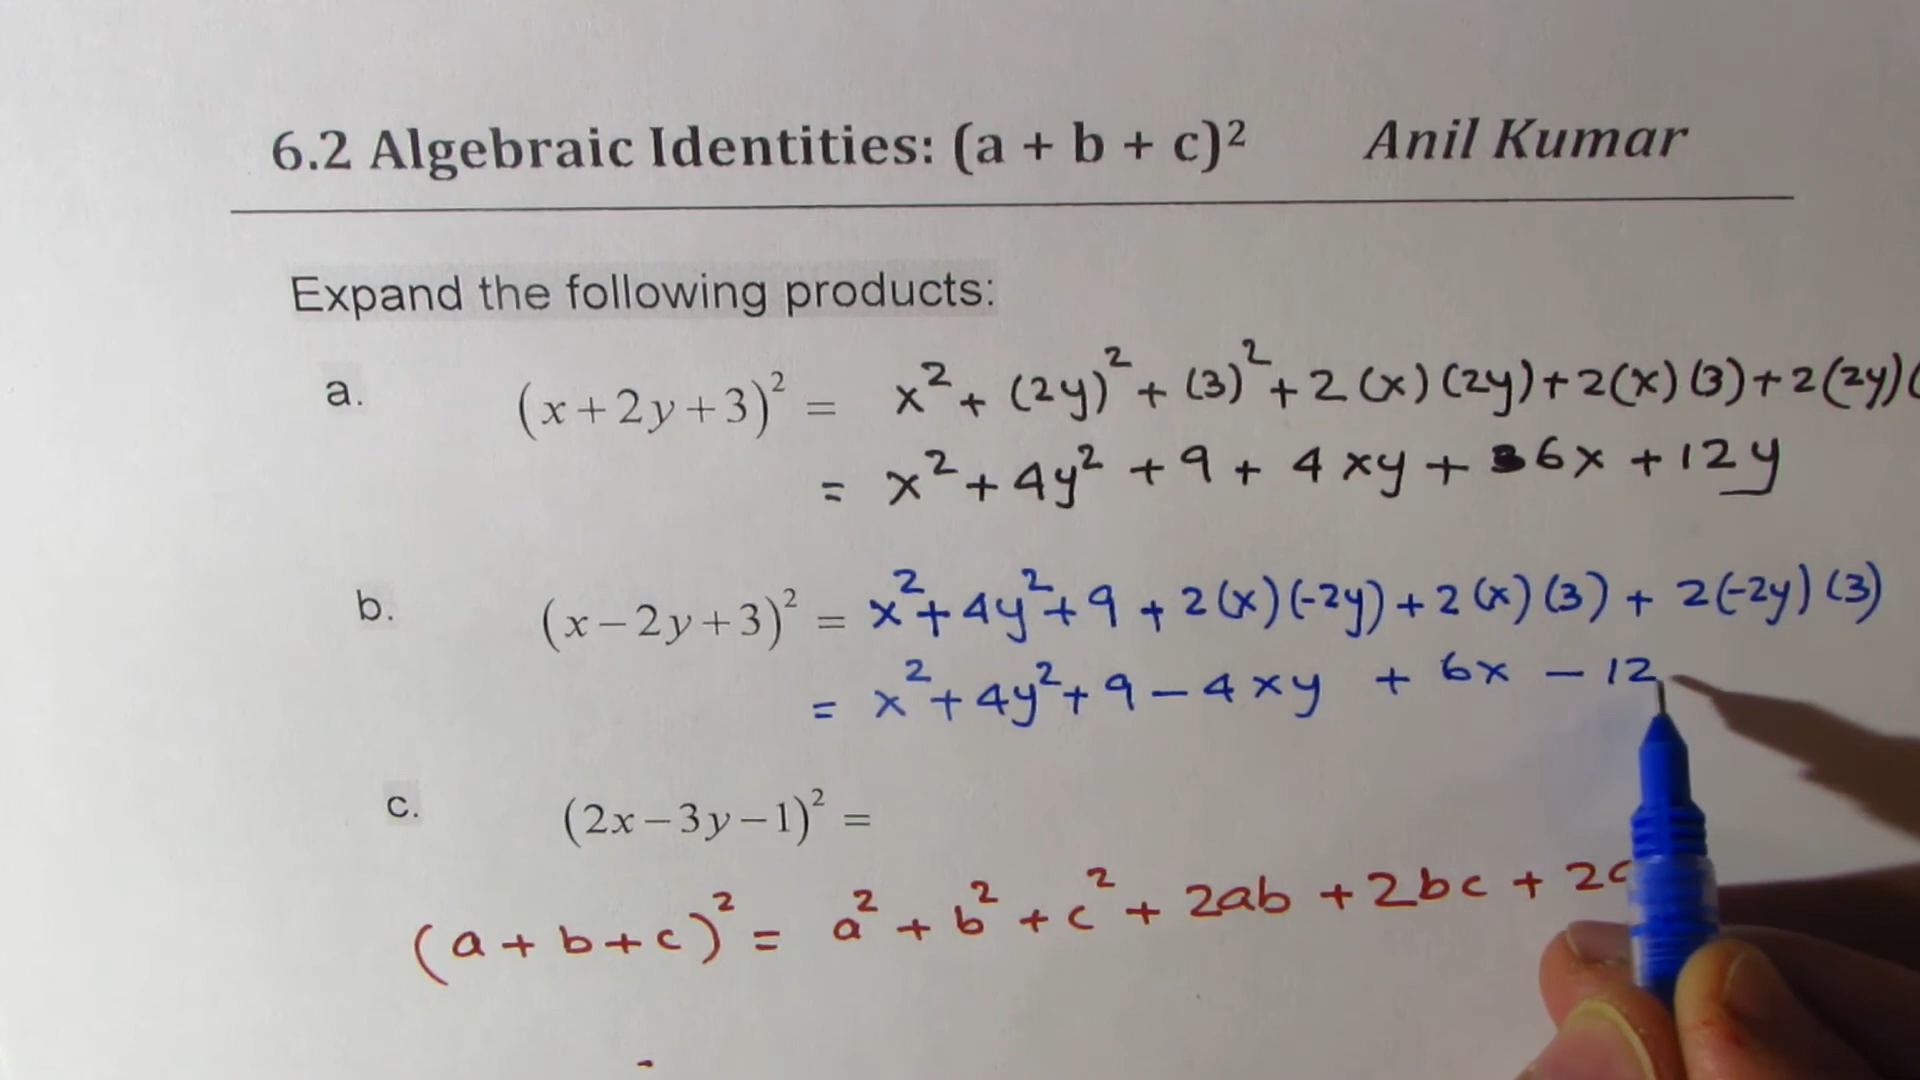 6.2 Algebraic Identities: (a + b + c)² Anil Kumar
Expand the following products:
a. (x+2y+3)² = x² + (2y)² + (3)² + 2(x)(2y) + 2(x)(3) + 2(2y)(
= x² + 4y² + 9 + 4xy + 6x + 12y
b. (x−2y+3)² = x² + 4y² + 9 + 2(x)(-2y) + 2(x)(3) + 2(-2y)(3)
= x² + 4y² + 9 − 4xy + 6x − 12
c. (2x−3y−1)² =
(a + b + c)² = a² + b² + c² + 2ab + 2bc + 2c